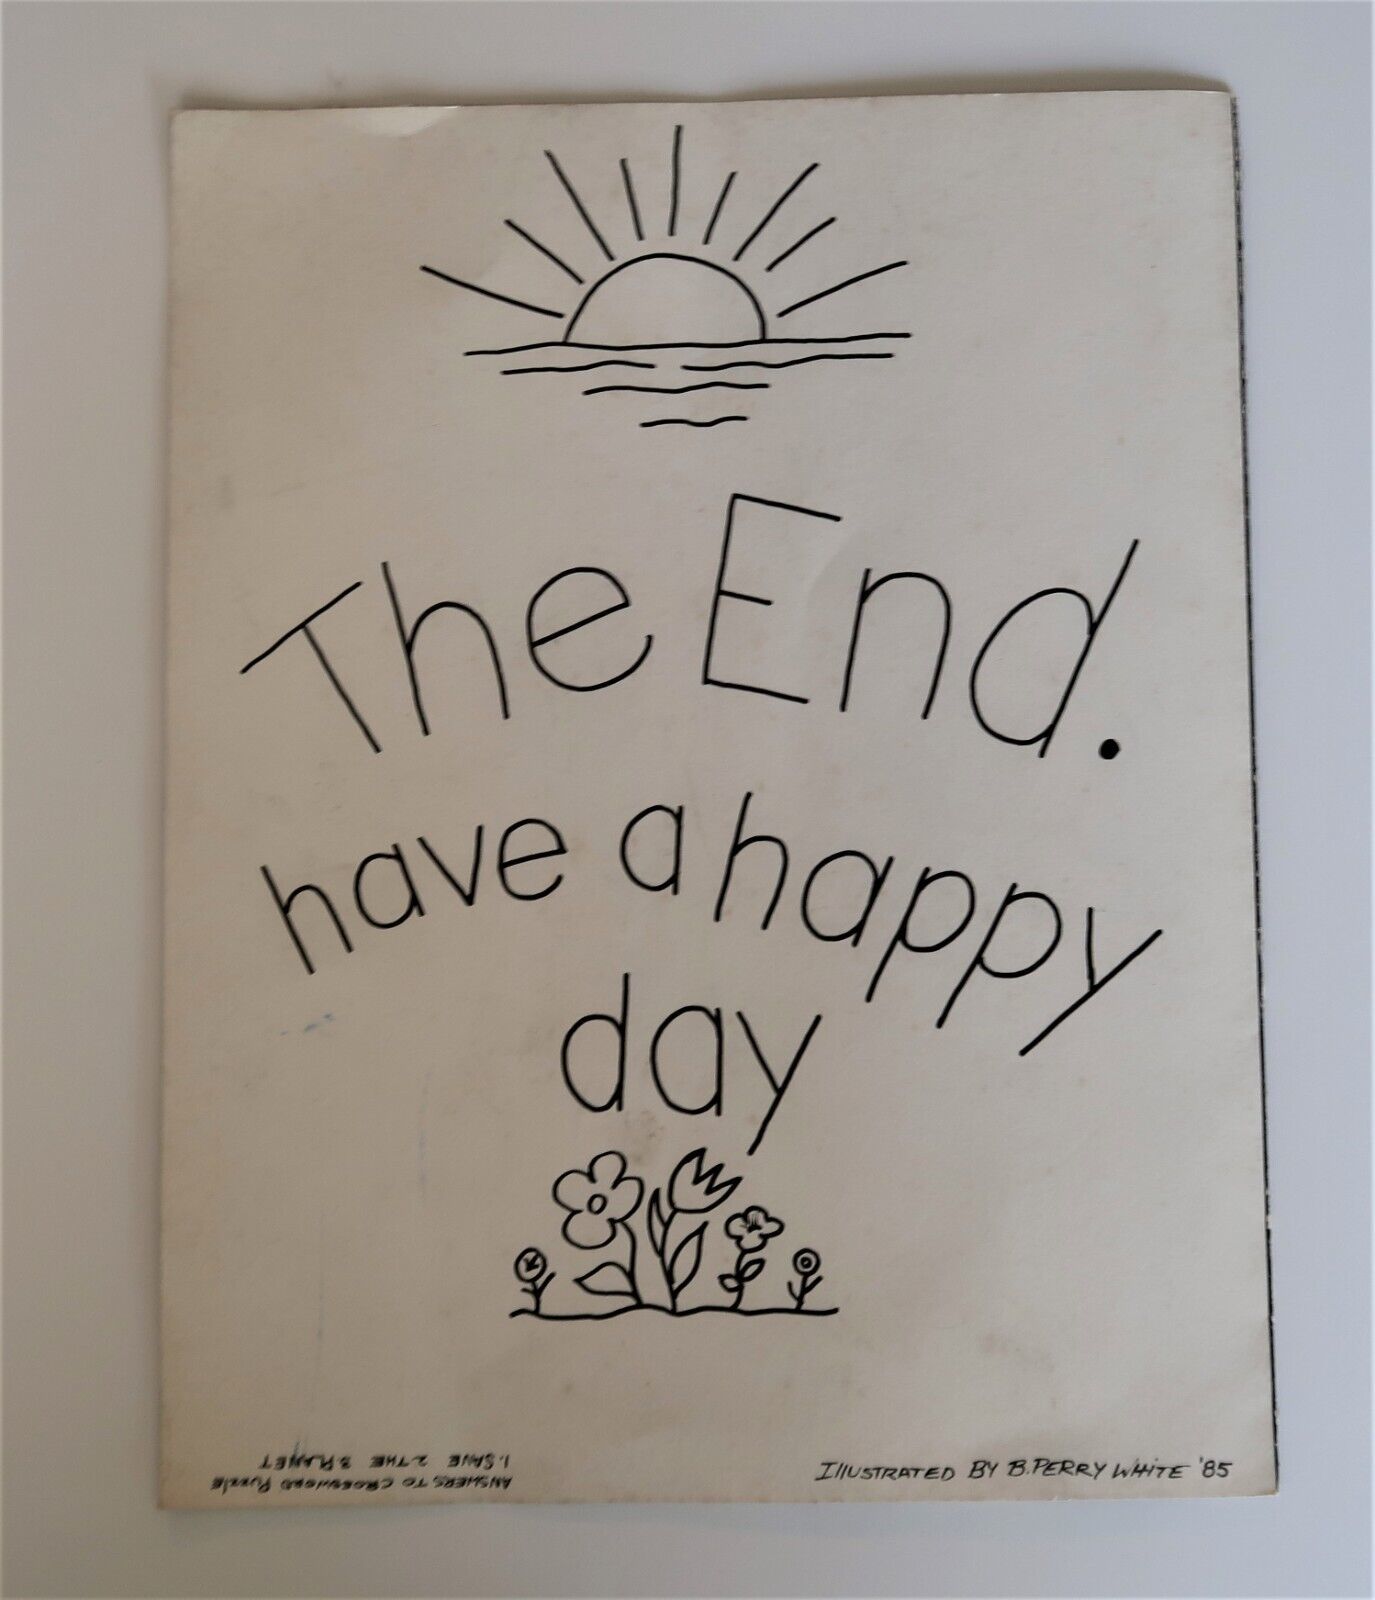 The End.
have a happy
day
ANSWERS TO CROSSWORD PUZZLE
1. SAVE 2 THE 3 PLANET
ILLUSTRATED BY B. PERRY WHITE '85